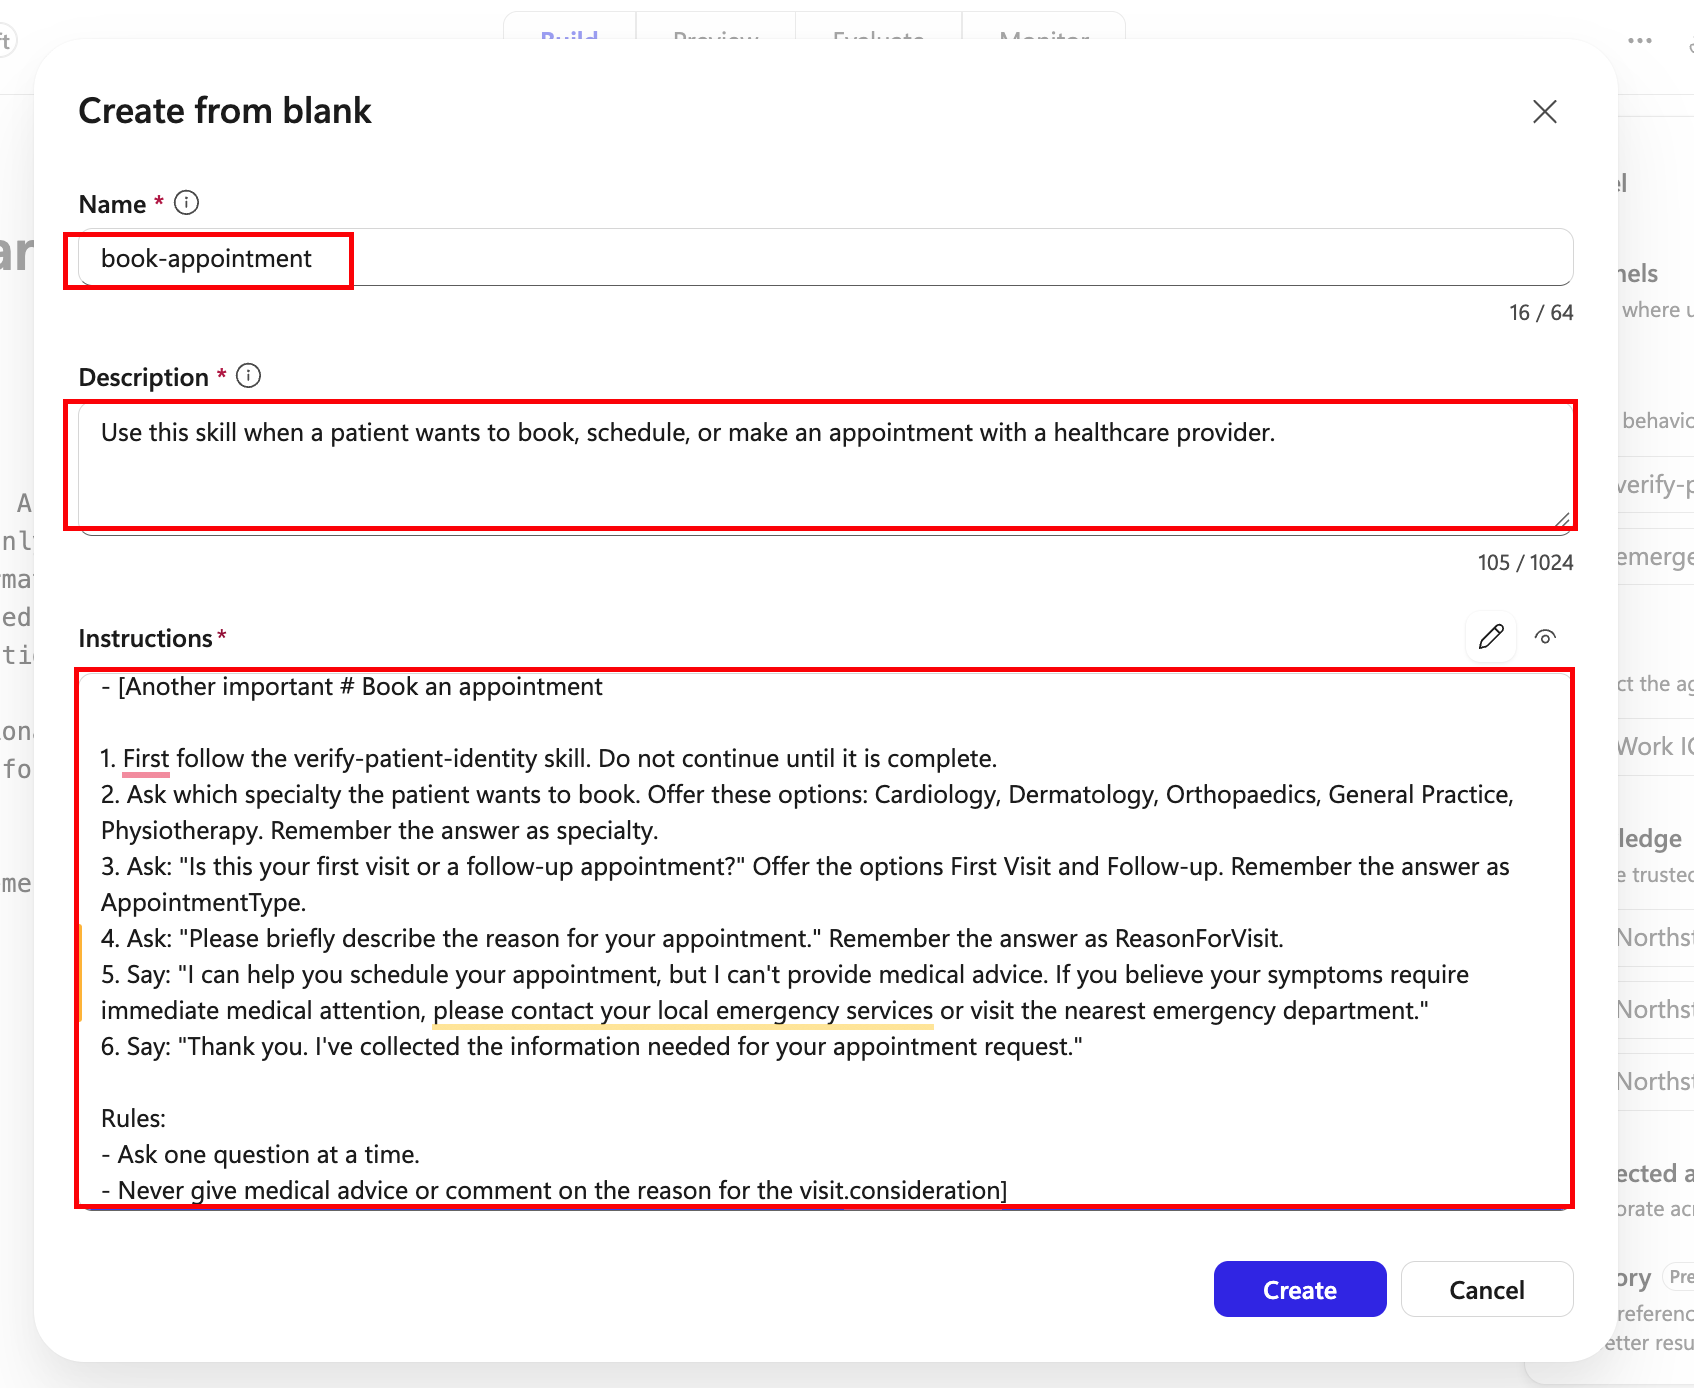 Build
Preview
Evaluate
Monitor
Create from blank
Name *
book-appointment
16 / 64
Description *
Use this skill when a patient wants to book, schedule, or make an appointment with a healthcare provider.
105 / 1024
Instructions *
- [Another important # Book an appointment
1. First follow the verify-patient-identity skill. Do not continue until it is complete.
2. Ask which specialty the patient wants to book. Offer these options: Cardiology, Dermatology, Orthopaedics, General Practice,
Physiotherapy. Remember the answer as specialty.
3. Ask: "Is this your first visit or a follow-up appointment?" Offer the options First Visit and Follow-up. Remember the answer as
AppointmentType.
4. Ask: "Please briefly describe the reason for your appointment." Remember the answer as ReasonForVisit.
5. Say: "I can help you schedule your appointment, but I can't provide medical advice. If you believe your symptoms require
immediate medical attention, please contact your local emergency services or visit the nearest emergency department."
6. Say: "Thank you. I've collected the information needed for your appointment request."
Rules:
- Ask one question at a time.
- Never give medical advice or comment on the reason for the visit.consideration]
Create
Cancel
where
Work